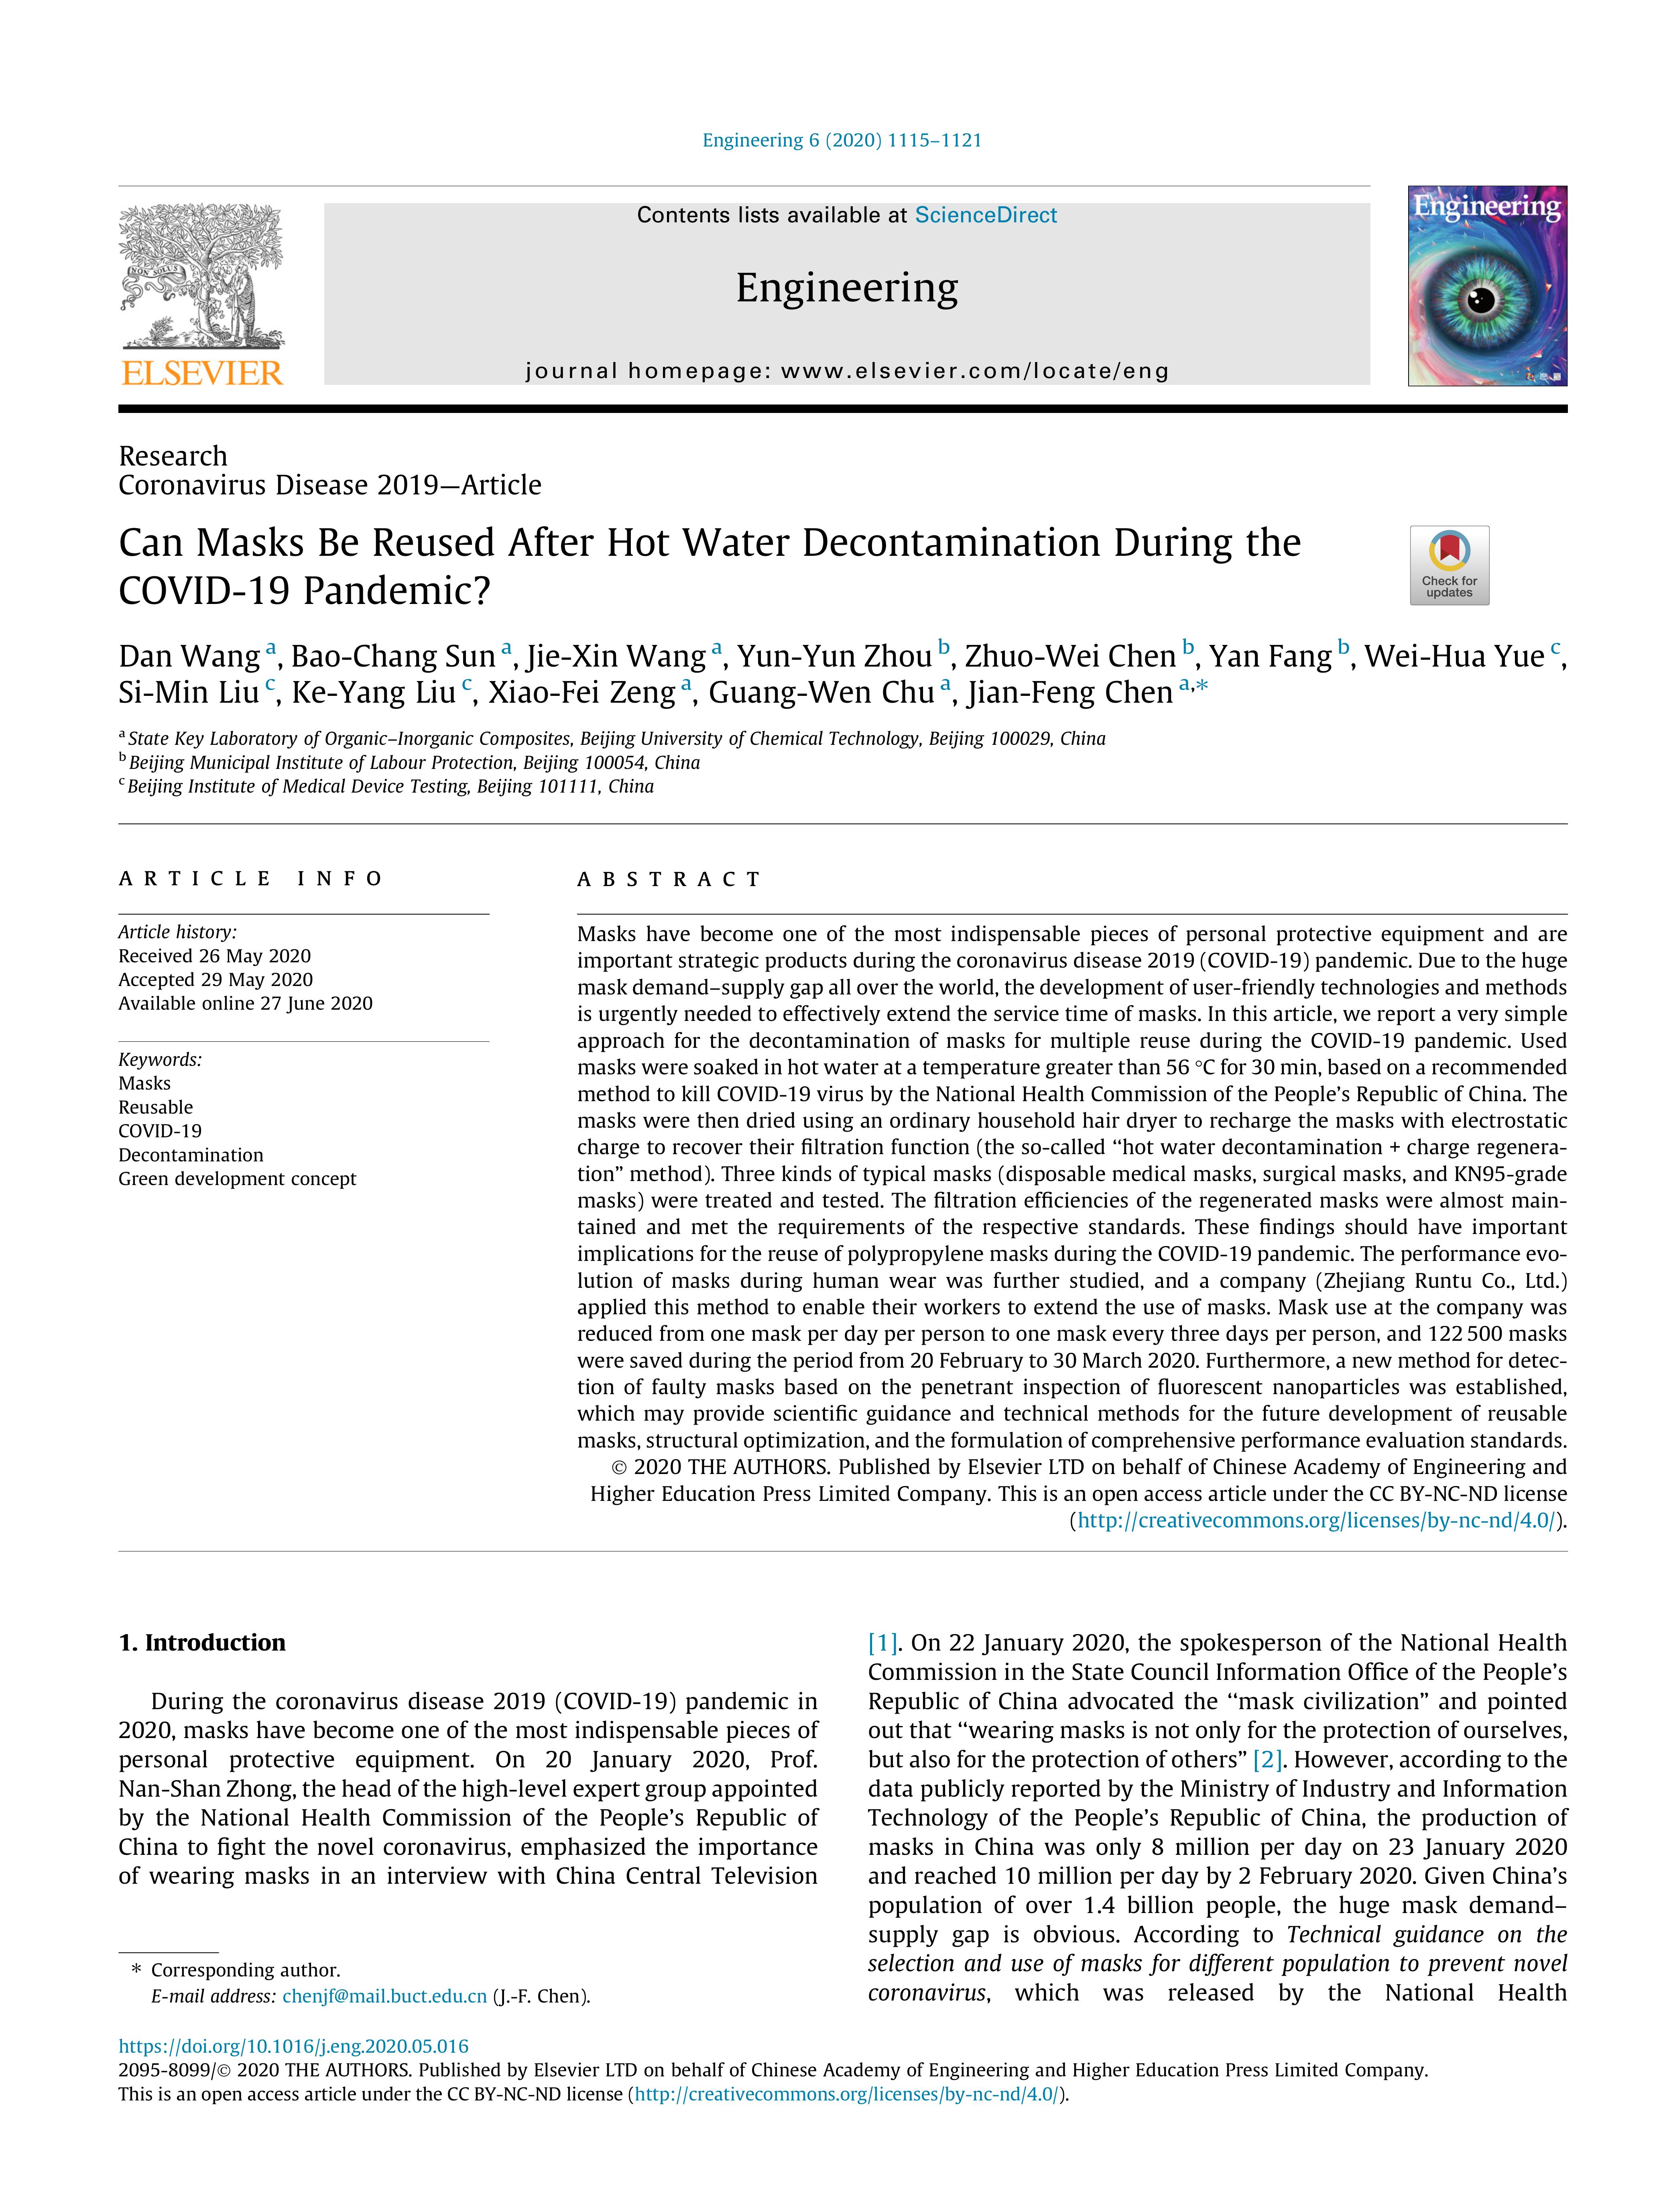 Engineering 6 (2020) 1115–1121
Contents lists available at ScienceDirect
Engineering
journal homepage: www.elsevier.com/locate/eng
NON SOLUS
ELSEVIER
Engineering
Research
Coronavirus Disease 2019—Article
Can Masks Be Reused After Hot Water Decontamination During the
COVID-19 Pandemic?
Check for
updates
Dan Wang a, Bao-Chang Sun a, Jie-Xin Wang a, Yun-Yun Zhou b, Zhuo-Wei Chen b, Yan Fang b, Wei-Hua Yue c,
Si-Min Liu c, Ke-Yang Liu c, Xiao-Fei Zeng a, Guang-Wen Chu a, Jian-Feng Chen a,*
a State Key Laboratory of Organic–Inorganic Composites, Beijing University of Chemical Technology, Beijing 100029, China
b Beijing Municipal Institute of Labour Protection, Beijing 100054, China
c Beijing Institute of Medical Device Testing, Beijing 101111, China
ARTICLE INFO
Article history:
Received 26 May 2020
Accepted 29 May 2020
Available online 27 June 2020
Keywords:
Masks
Reusable
COVID-19
Decontamination
Green development concept
ABSTRACT
Masks have become one of the most indispensable pieces of personal protective equipment and are
important strategic products during the coronavirus disease 2019 (COVID-19) pandemic. Due to the huge
mask demand–supply gap all over the world, the development of user-friendly technologies and methods
is urgently needed to effectively extend the service time of masks. In this article, we report a very simple
approach for the decontamination of masks for multiple reuse during the COVID-19 pandemic. Used
masks were soaked in hot water at a temperature greater than 56 °C for 30 min, based on a recommended
method to kill COVID-19 virus by the National Health Commission of the People’s Republic of China. The
masks were then dried using an ordinary household hair dryer to recharge the masks with electrostatic
charge to recover their filtration function (the so-called ‘‘hot water decontamination + charge regenera-
tion” method). Three kinds of typical masks (disposable medical masks, surgical masks, and KN95-grade
masks) were treated and tested. The filtration efficiencies of the regenerated masks were almost main-
tained and met the requirements of the respective standards. These findings should have important
implications for the reuse of polypropylene masks during the COVID-19 pandemic. The performance evo-
lution of masks during human wear was further studied, and a company (Zhejiang Runtu Co., Ltd.)
applied this method to enable their workers to extend the use of masks. Mask use at the company was
reduced from one mask per day per person to one mask every three days per person, and 122 500 masks
were saved during the period from 20 February to 30 March 2020. Furthermore, a new method for detec-
tion of faulty masks based on the penetrant inspection of fluorescent nanoparticles was established,
which may provide scientific guidance and technical methods for the future development of reusable
masks, structural optimization, and the formulation of comprehensive performance evaluation standards.
© 2020 THE AUTHORS. Published by Elsevier LTD on behalf of Chinese Academy of Engineering and
Higher Education Press Limited Company. This is an open access article under the CC BY-NC-ND license
(http://creativecommons.org/licenses/by-nc-nd/4.0/).
1. Introduction
During the coronavirus disease 2019 (COVID-19) pandemic in
2020, masks have become one of the most indispensable pieces of
personal protective equipment. On 20 January 2020, Prof.
Nan-Shan Zhong, the head of the high-level expert group appointed
by the National Health Commission of the People’s Republic of
China to fight the novel coronavirus, emphasized the importance
of wearing masks in an interview with China Central Television
[1]. On 22 January 2020, the spokesperson of the National Health
Commission in the State Council Information Office of the People’s
Republic of China advocated the ‘‘mask civilization” and pointed
out that ‘‘wearing masks is not only for the protection of ourselves,
but also for the protection of others” [2]. However, according to the
data publicly reported by the Ministry of Industry and Information
Technology of the People’s Republic of China, the production of
masks in China was only 8 million per day on 23 January 2020
and reached 10 million per day by 2 February 2020. Given China’s
population of over 1.4 billion people, the huge mask demand–
supply gap is obvious. According to Technical guidance on the
selection and use of masks for different population to prevent novel
coronavirus, which was released by the National Health
* Corresponding author.
E-mail address: chenjf@mail.buct.edu.cn (J.-F. Chen).
https://doi.org/10.1016/j.eng.2020.05.016
2095-8099/© 2020 THE AUTHORS. Published by Elsevier LTD on behalf of Chinese Academy of Engineering and Higher Education Press Limited Company.
This is an open access article under the CC BY-NC-ND license (http://creativecommons.org/licenses/by-nc-nd/4.0/).